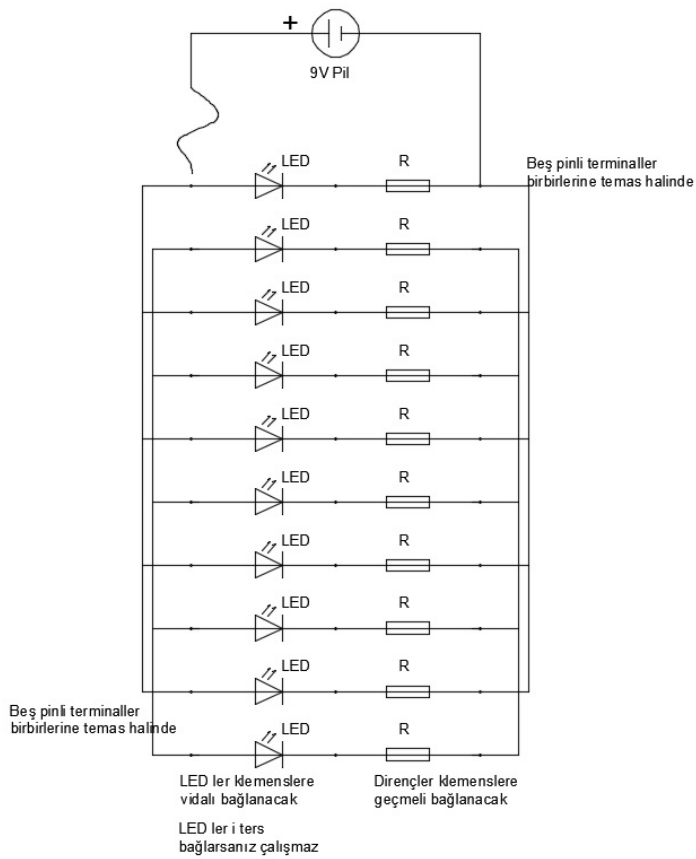 +
9V Pil
LED R
Beş pinli terminaller
birbirlerine temas halinde
LED R
LED R
LED R
LED R
LED R
LED R
LED R
LED R
Beş pinli terminaller
birbirlerine temas halinde
LED R
LED ler klemenslere
vidalı bağlanacak
Dirençler klemenslere
geçmeli bağlanacak
LED ler i ters
bağlarsanız çalışmaz